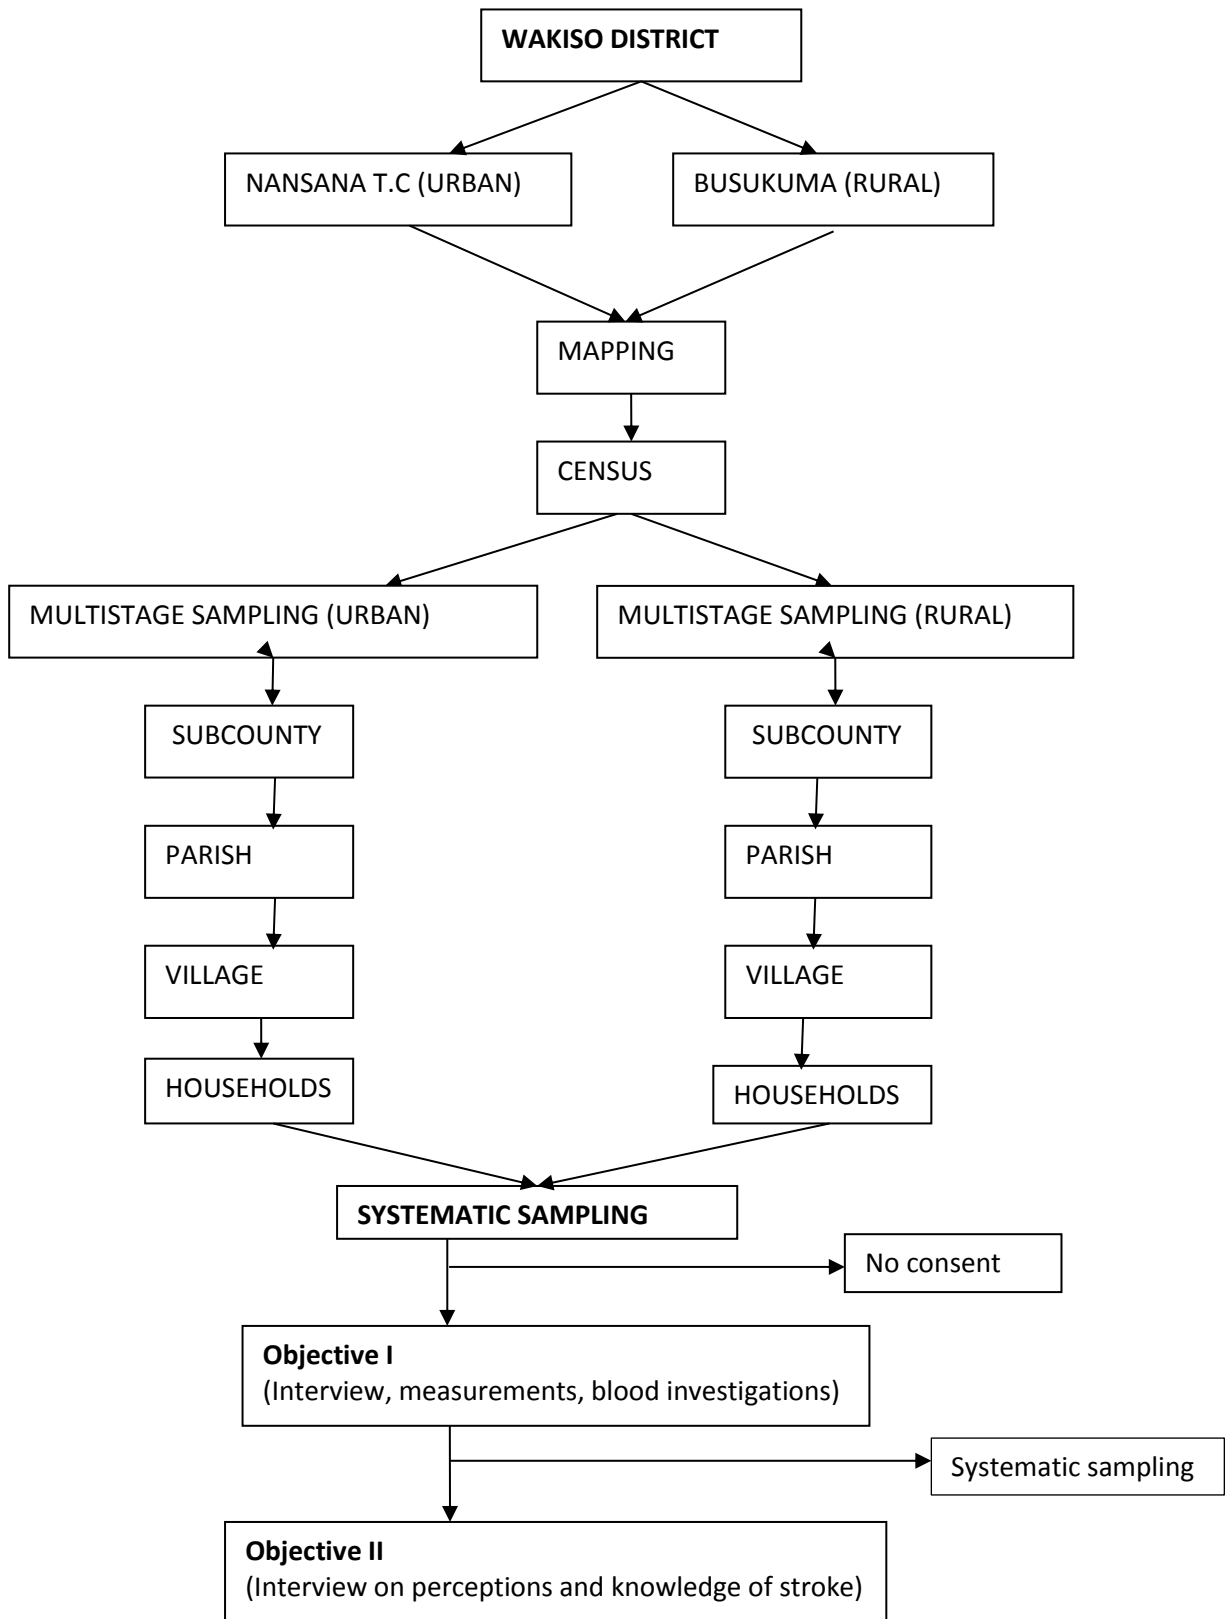 WAKISO DISTRICT
NANSANA T.C (URBAN)
BUSUKUMA (RURAL)
MAPPING
CENSUS
MULTISTAGE SAMPLING (URBAN)
MULTISTAGE SAMPLING (RURAL)
SUBCOUNTY
SUBCOUNTY
PARISH
PARISH
VILLAGE
VILLAGE
HOUSEHOLDS
HOUSEHOLDS
SYSTEMATIC SAMPLING
No consent
Objective I
(Interview, measurements, blood investigations)
Systematic sampling
Objective II
(Interview on perceptions and knowledge of stroke)